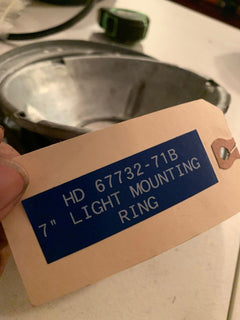 HD 67732-71B
7" LIGHT MOUNTING
RING